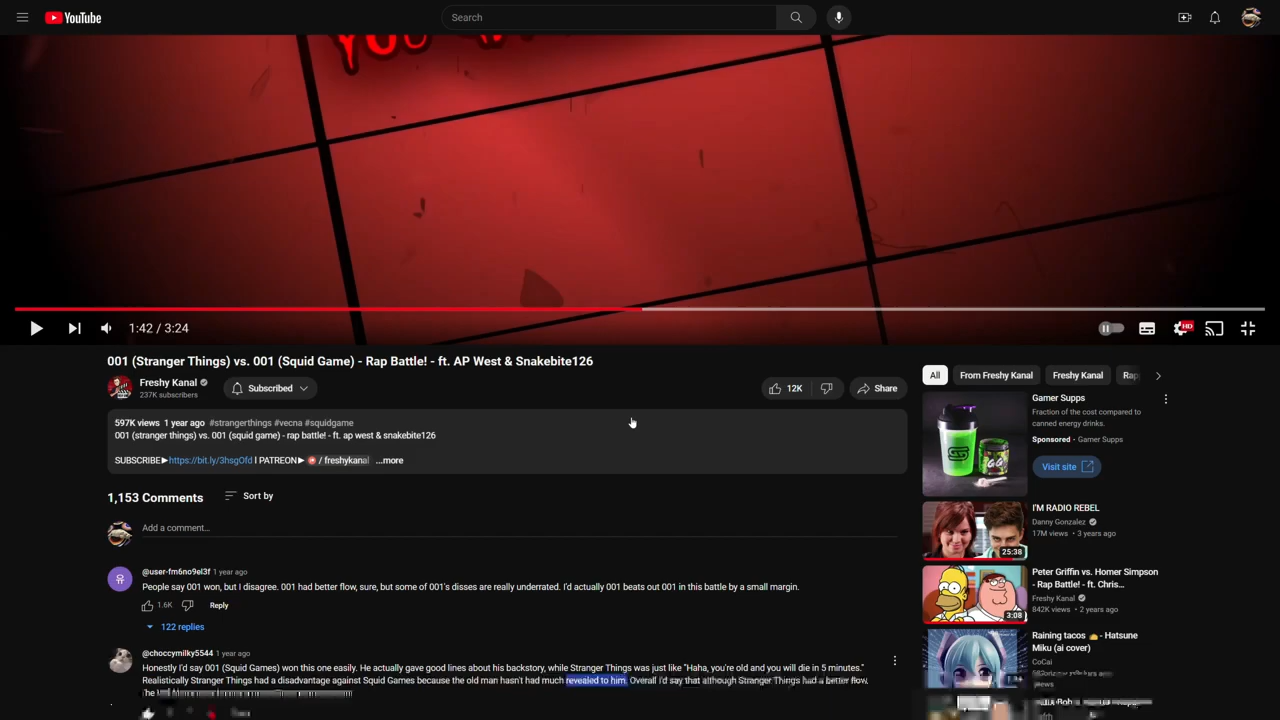 YouTube
Search
YOU
1:42 / 3:24
HD
001 (Stranger Things) vs. 001 (Squid Game) - Rap Battle! - ft. AP West & Snakebite126
Freshy Kanal
237K subscribers
Subscribed
12K
Share
597K views 1 year ago #strangerthings #vecna #squidgame
001 (stranger things) vs. 001 (squid game) - rap battle! - ft. ap west & snakebite126
SUBSCRIBE▶https://bit.ly/3hsgOfd l PATREON▶ / freshykanal ...more
1,153 Comments
Sort by
Add a comment...
@user-fm6no9el3f 1 year ago
People say 001 won, but I disagree. 001 had better flow, sure, but some of 001's disses are really underrated. I'd actually 001 beats out 001 in this battle by a small margin.
1.6K
Reply
122 replies
@choccymilky5544 1 year ago
Honestly I'd say 001 (Squid Games) won this one easily. He actually gave good lines about his backstory, while Stranger Things was just like "Haha, you're old and you will die in 5 minutes."
Realistically Stranger Things had a disadvantage against Squid Games because the old man hasn't had much revealed to him. Overall I'd say that although Stranger Things had a better flow,
All
From Freshy Kanal
Freshy Kanal
Rap
Gamer Supps
Fraction of the cost compared to
canned energy drinks.
Sponsored · Gamer Supps
Visit site
GG
I'M RADIO REBEL
Danny Gonzalez
17M views · 3 years ago
25:38
Peter Griffin vs. Homer Simpson
- Rap Battle! - ft. Chris...
Freshy Kanal
842K views · 2 years ago
3:08
Raining tacos 🌮 - Hatsune
Miku (ai cover)
CoCai
views